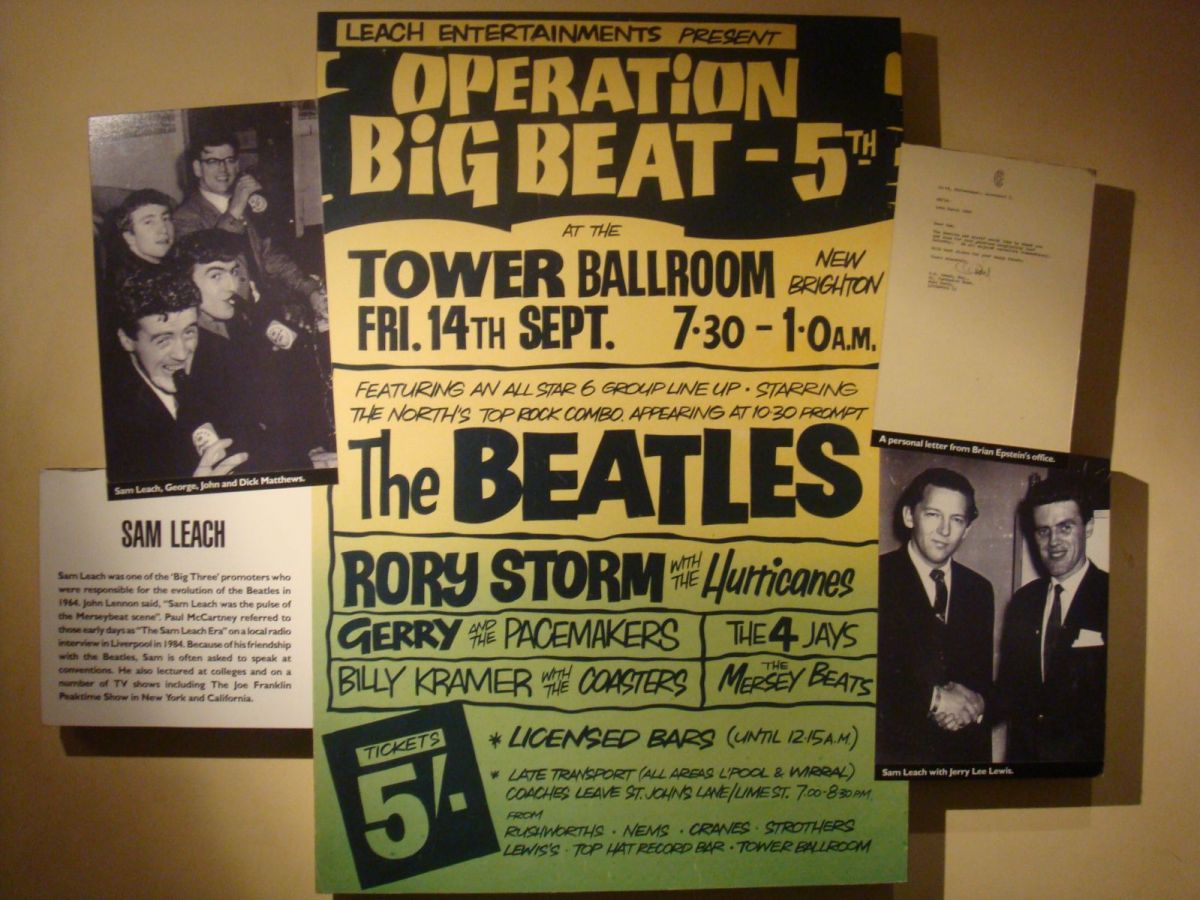 LEACH ENTERTAINMENTS PRESENT
OPERATION
BIG BEAT - 5TH
AT THE
TOWER BALLROOM NEW BRIGHTON
FRI. 14TH SEPT. 7·30 - 1·0 A.M.
FEATURING AN ALL STAR 6 GROUP LINE UP · STARRING
THE NORTH'S TOP ROCK COMBO. APPEARING AT 10·30 PROMPT
The BEATLES
RORY STORM WITH THE Hurricanes
GERRY AND THE PACEMAKERS
THE 4 JAYS
BILLY KRAMER WITH THE COASTERS
THE MERSEY BEATS
TICKETS
5/-
* LICENSED BARS (UNTIL 12·15 A.M)
* LATE TRANSPORT (ALL AREAS L'POOL & WIRRAL)
COACHES LEAVE ST. JOHNS LANE/LIME ST. 7.00-8.30 PM.
FROM
RUSHWORTHS · NEMS · CRANES · STROTHERS
LEWIS'S · TOP HAT RECORD BAR · TOWER BALLROOM
Sam Leach, George, John and Dick Matthews.
SAM LEACH
Sam Leach was one of the 'Big Three' promoters who
were responsible for the evolution of the Beatles in
1964. John Lennon said, "Sam Leach was the pulse of
the Merseybeat scene". Paul McCartney referred to
those early days as "The Sam Leach Era" on a local radio
interview in Liverpool in 1984. Because of his friendship
with the Beatles, Sam is often asked to speak at
conventions. He also lectured at colleges and on a
number of TV shows including The Joe Franklin
Peaktime Show in New York and California.
A personal letter from Brian Epstein's office.
Sam Leach with Jerry Lee Lewis.